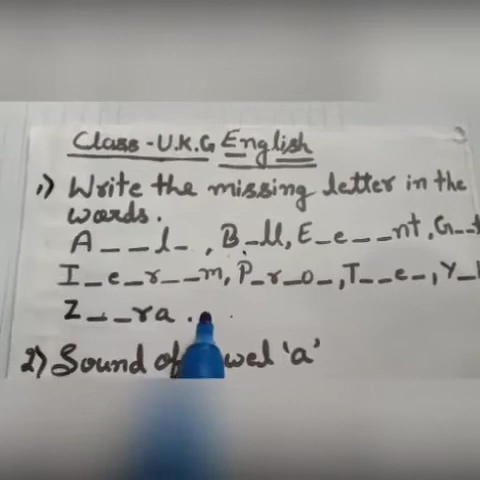 Class - U.K.G English
1) Write the missing letter in the
words.
A _ _ l _ , B _ ll, E _ e _ _ nt, G _ _
I _ e _ r _ _ m, P _ r _ o _ , T _ _ e _ , Y _
Z _ _ ra .
2) Sound of 'a'